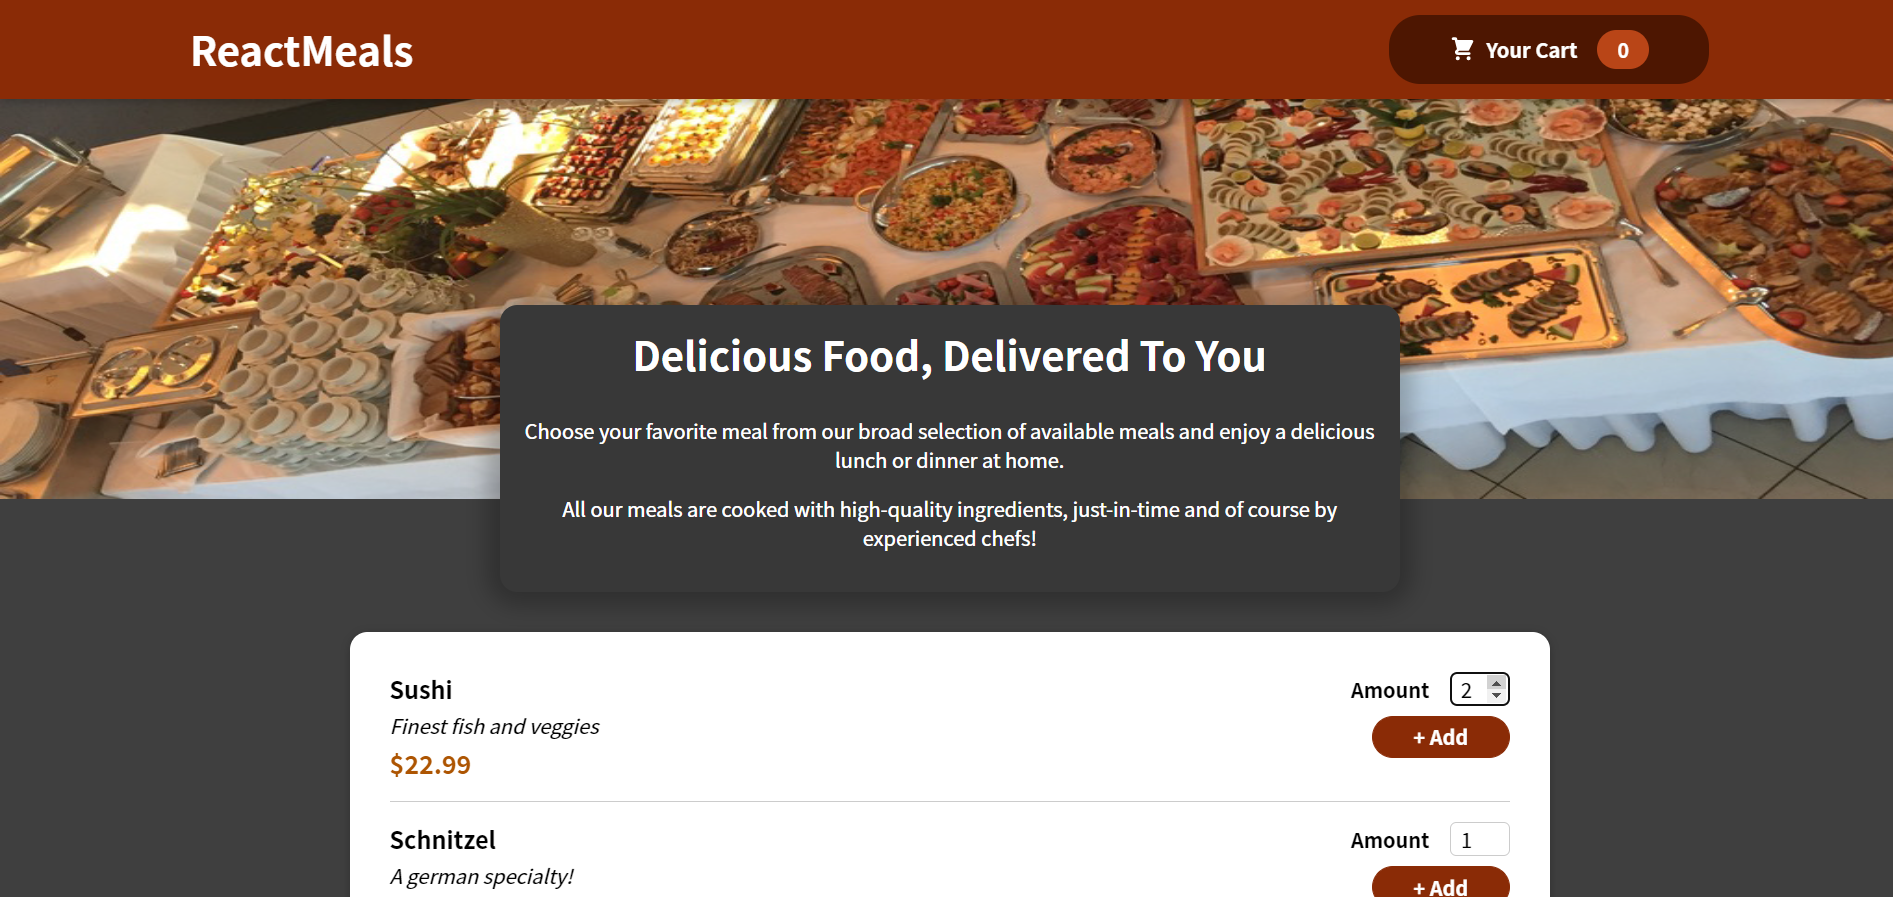 ReactMeals
Your Cart 0
Delicious Food, Delivered To You
Choose your favorite meal from our broad selection of available meals and enjoy a delicious
lunch or dinner at home.
All our meals are cooked with high-quality ingredients, just-in-time and of course by
experienced chefs!
Sushi
Amount 2
Finest fish and veggies
+ Add
$22.99
Schnitzel
Amount 1
A german specialty!
+ Add